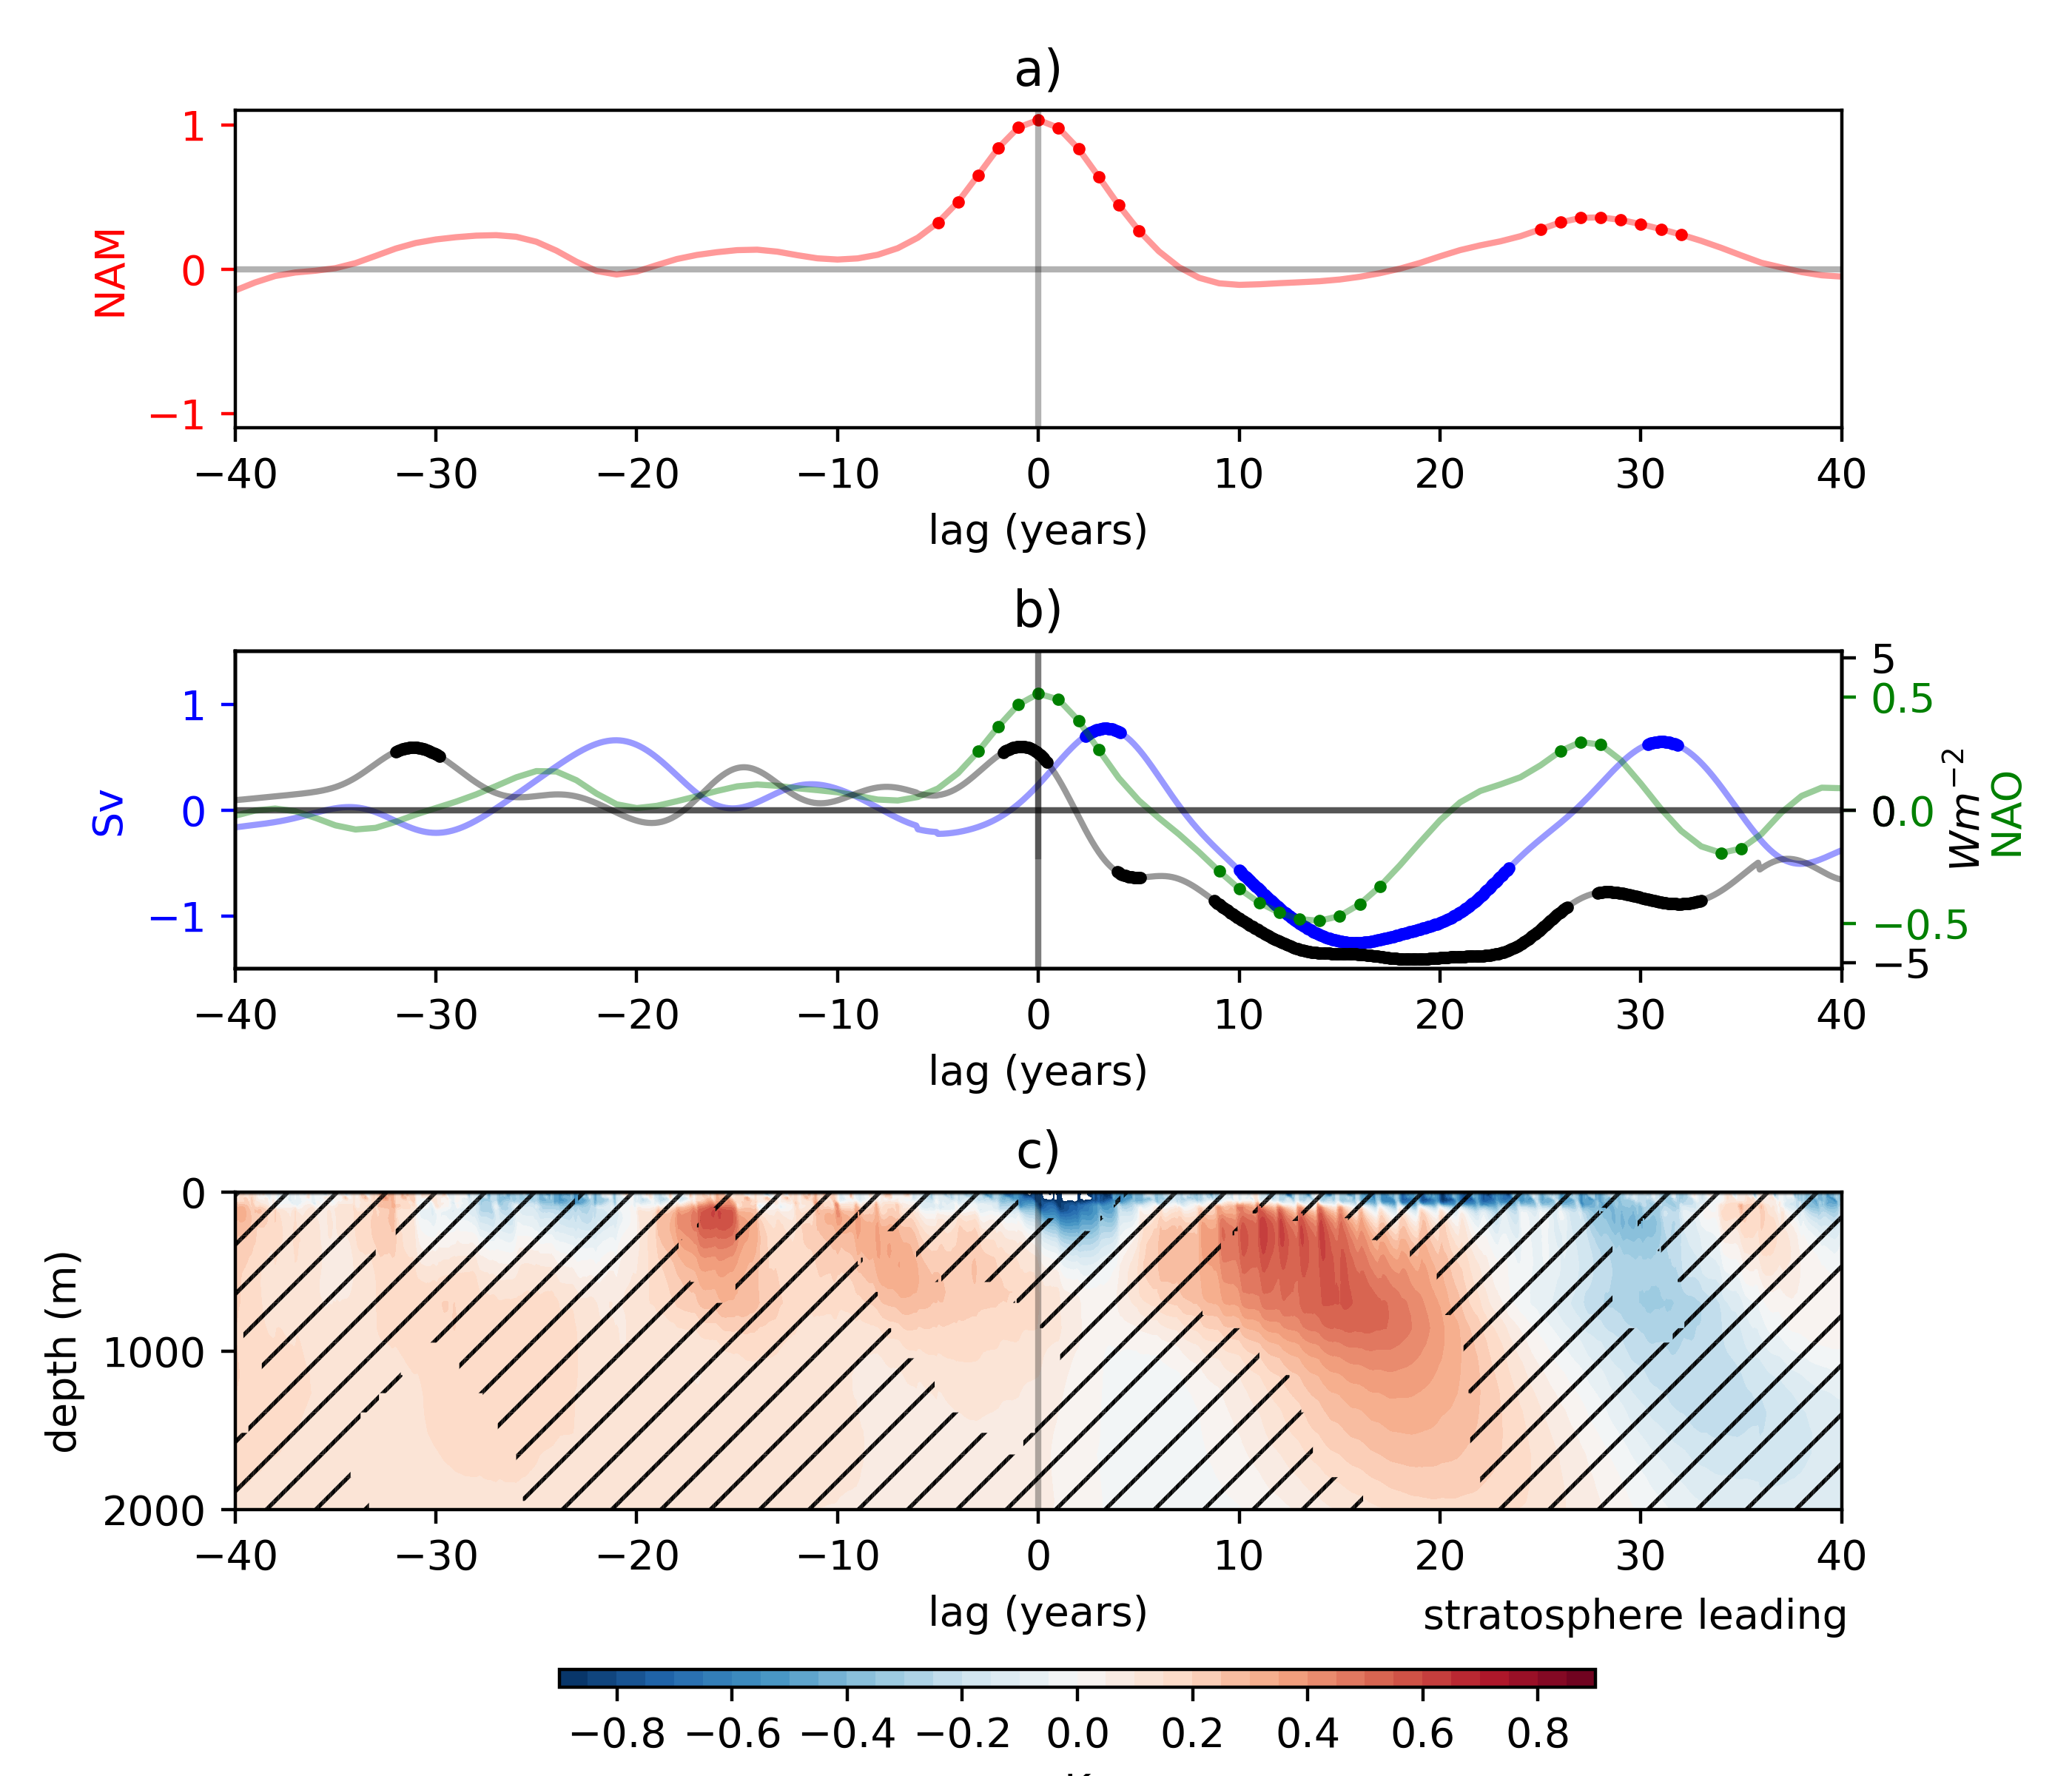 a)
1
0
−1
NAM
−40 −30 −20 −10 0 10 20 30 40
lag (years)
b)
1
0
−1
Sv
5
0.5
0.0
−0.5
−5
Wm⁻²
NAO
−40 −30 −20 −10 0 10 20 30 40
lag (years)
c)
0
1000
2000
depth (m)
−40 −30 −20 −10 0 10 20 30 40
lag (years)
stratosphere leading
−0.8 −0.6 −0.4 −0.2 0.0 0.2 0.4 0.6 0.8